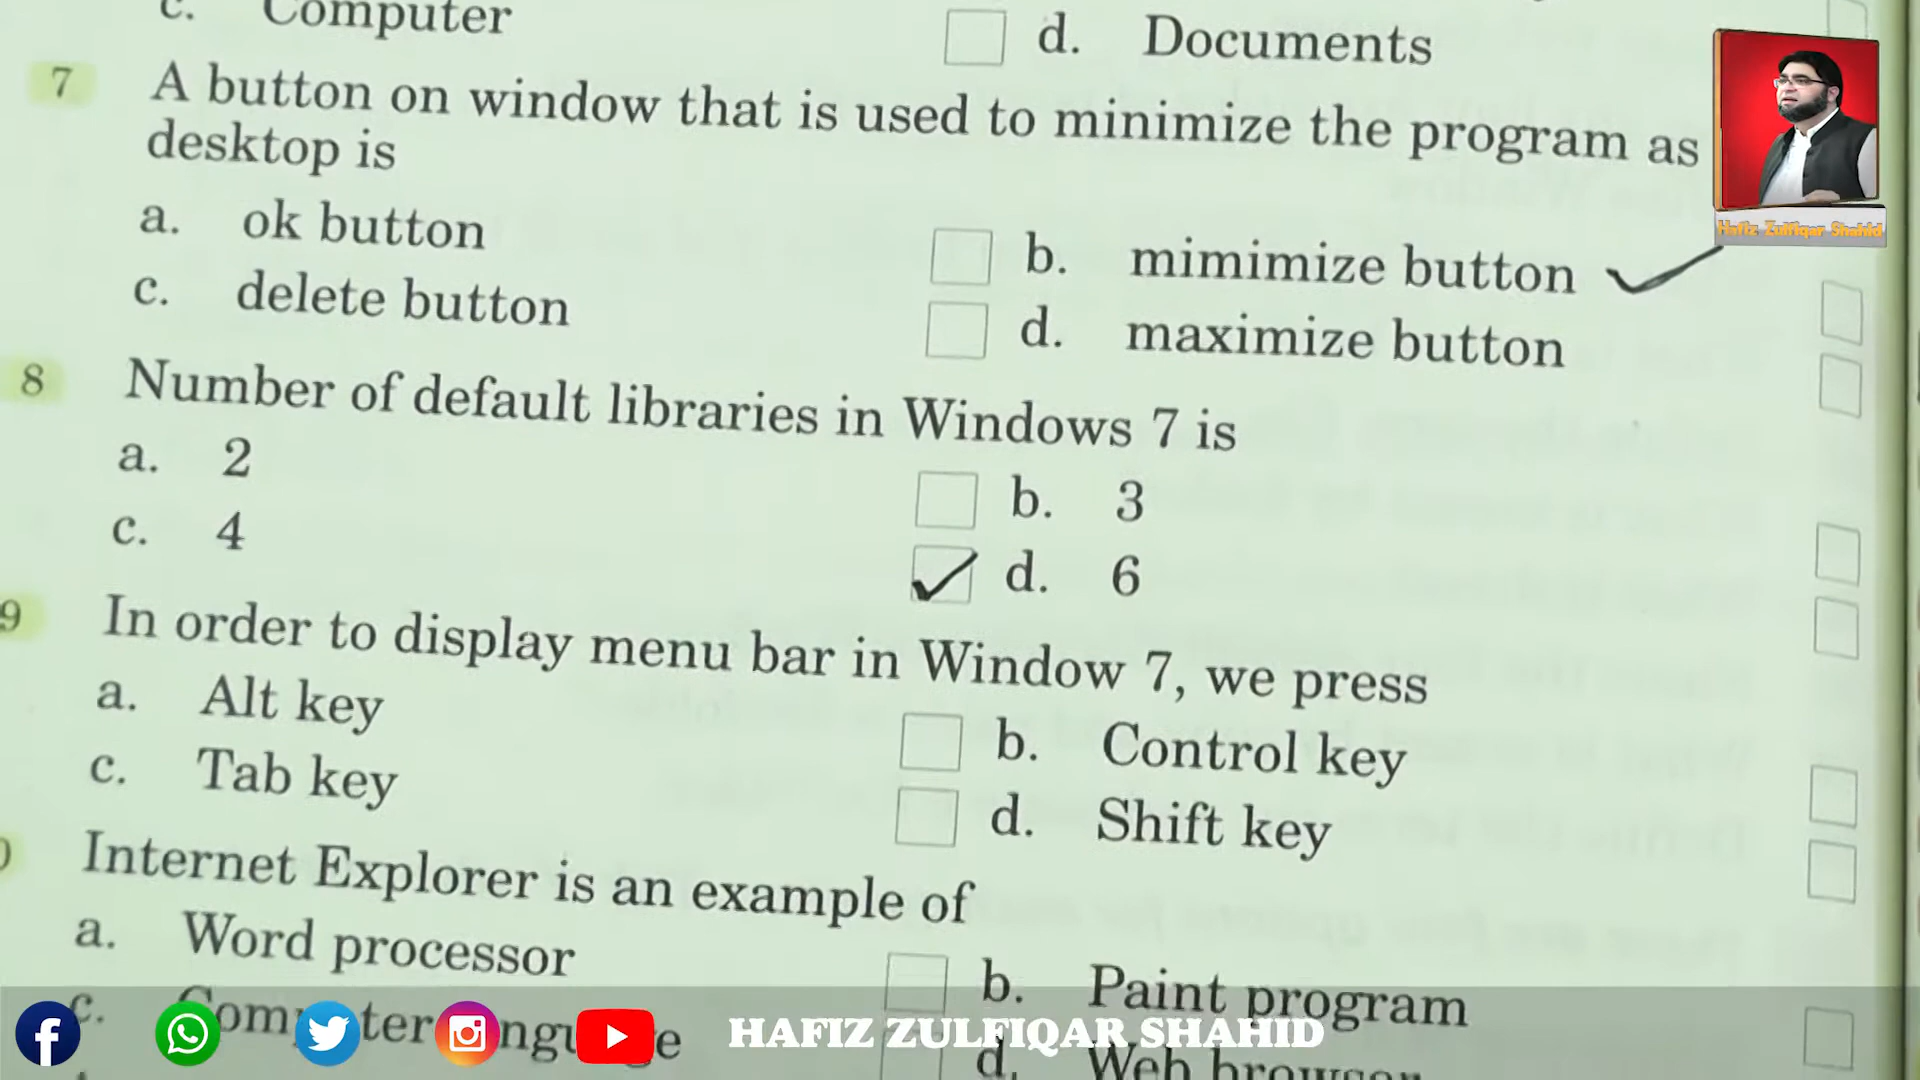 c. Computer
d. Documents
7 A button on window that is used to minimize the program as
desktop is
a. ok button
b. mimimize button
c. delete button
d. maximize button
8 Number of default libraries in Windows 7 is
a. 2
b. 3
c. 4
d. 6
9 In order to display menu bar in Window 7, we press
a. Alt key
b. Control key
c. Tab key
d. Shift key
Internet Explorer is an example of
a. Word processor
b. Paint program
c.
d. Web browser
Hafiz Zulfiqar Shahid
HAFIZ ZULFIQAR SHAHID